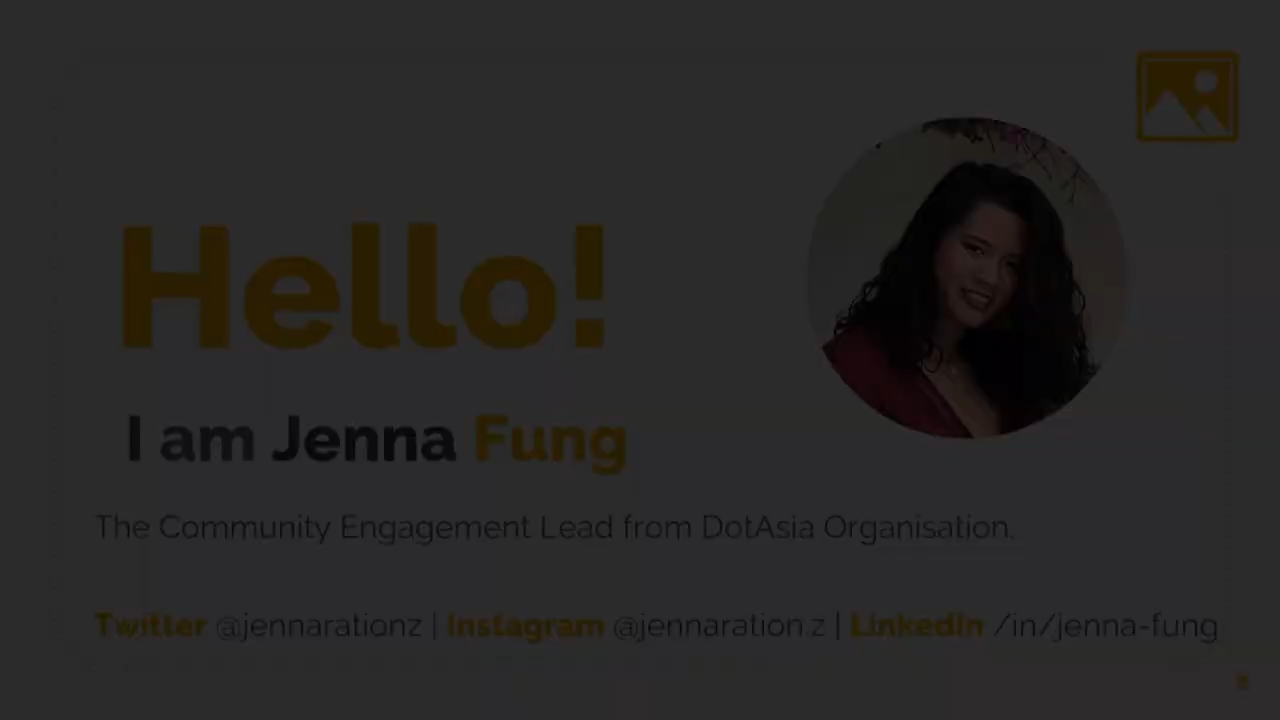 Hello!
I am Jenna Fung
The Community Engagement Lead from DotAsia Organisation.
Twitter @jennarationz | Instagram @jennaration.z | LinkedIn /in/jenna-fung